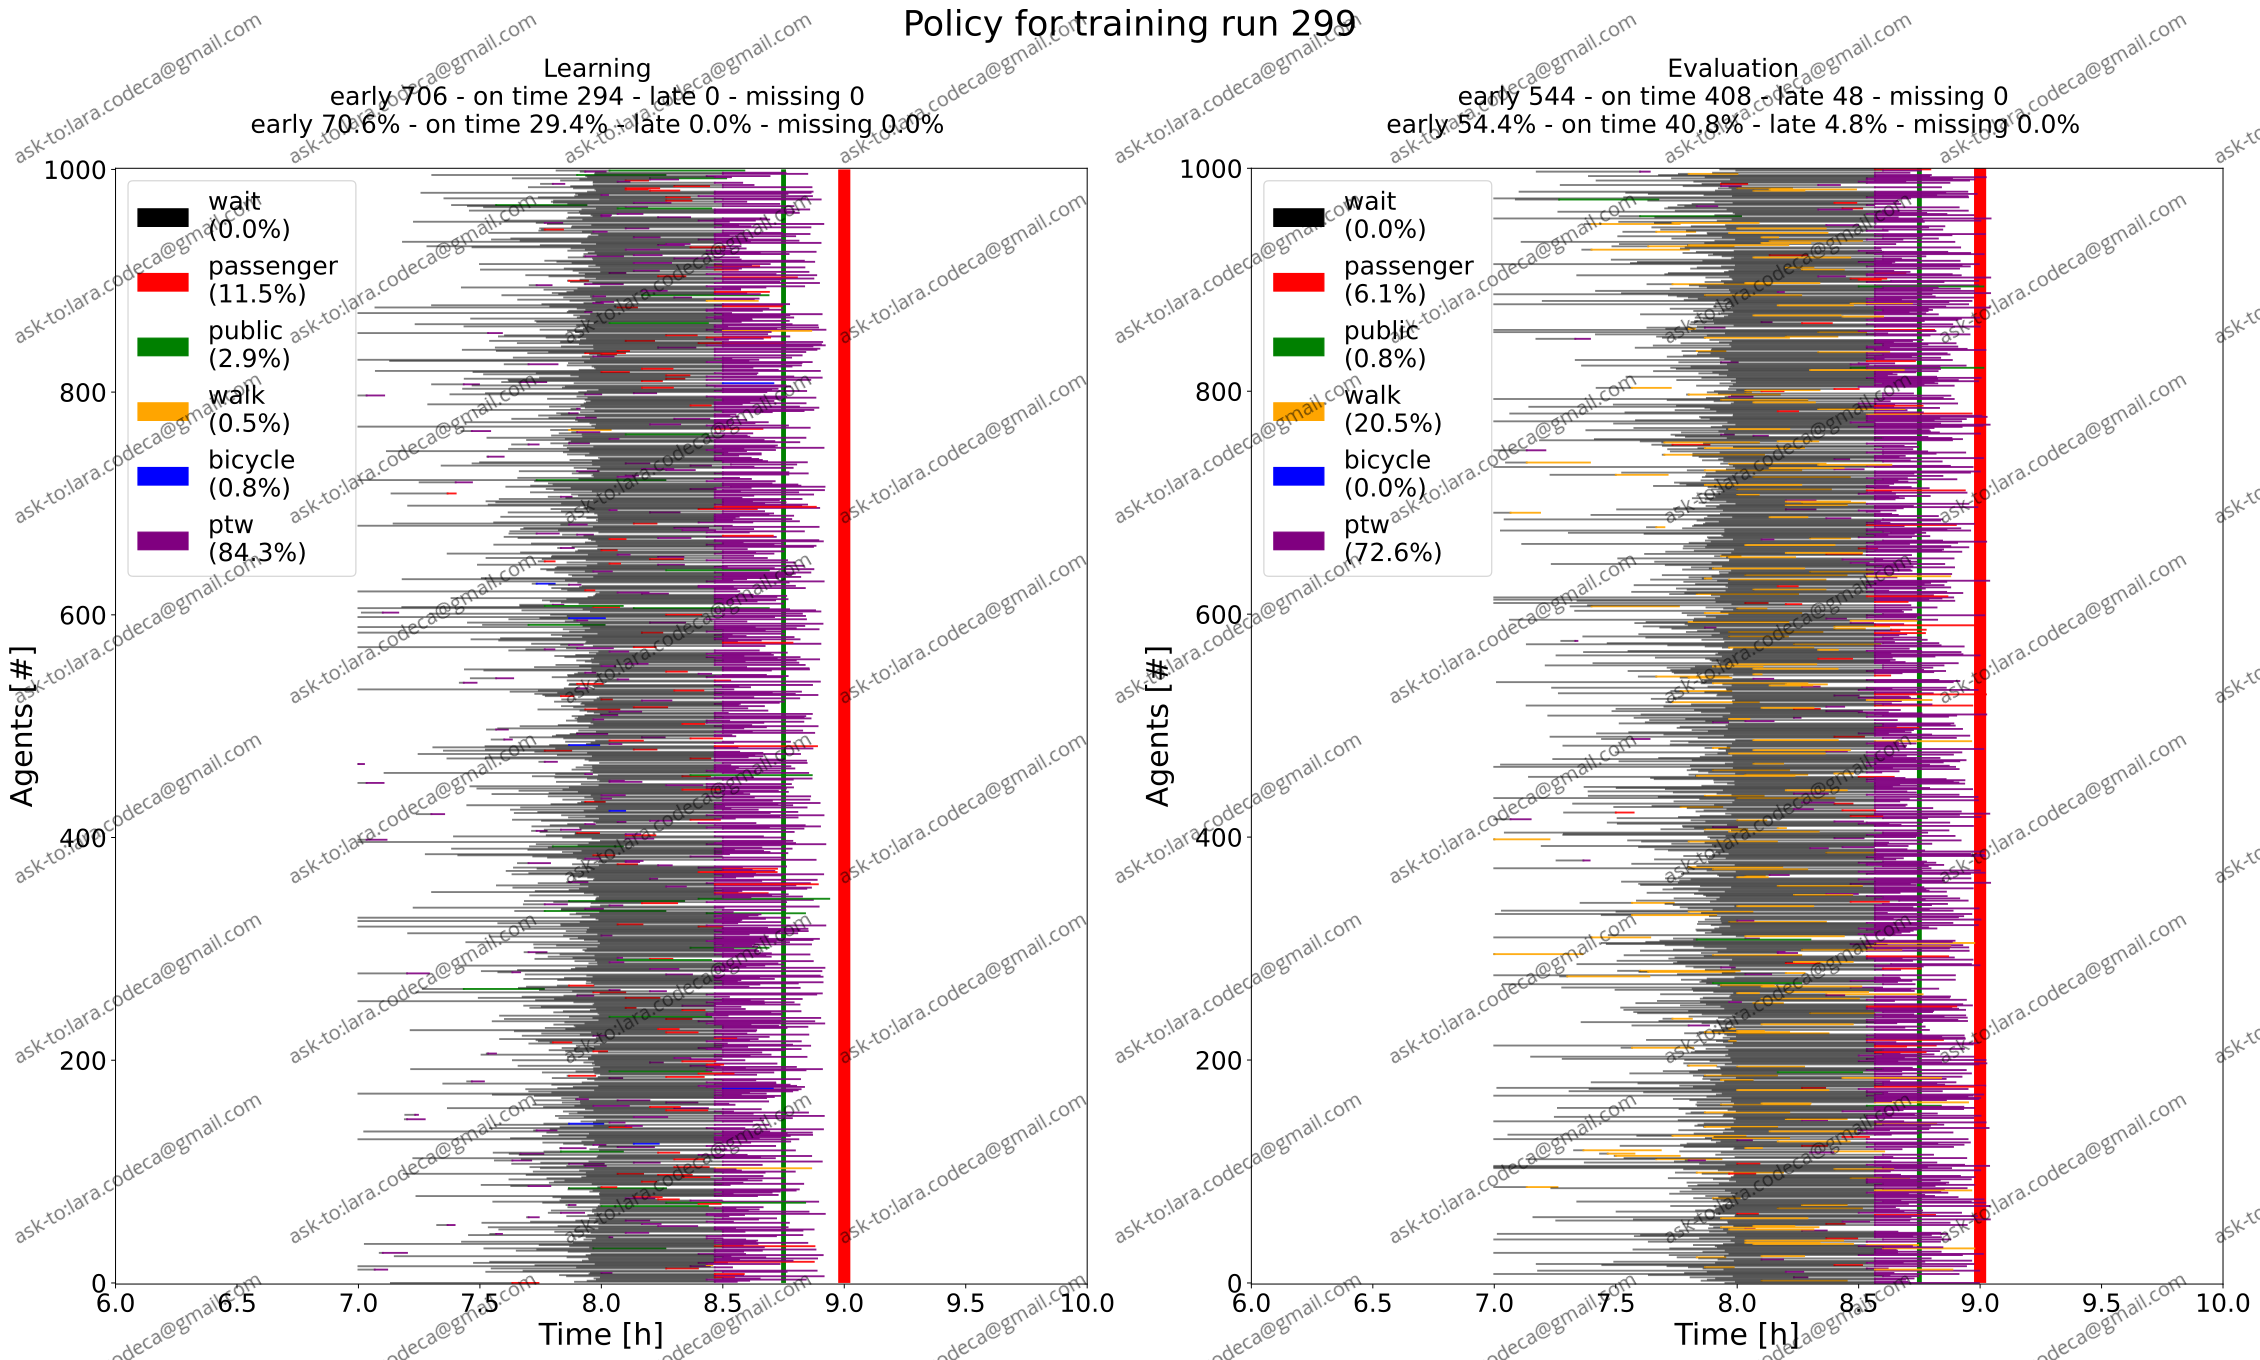 Policy for training run 299
Learning
early 706 - on time 294 - late 0 - missing 0
early 70.6% - on time 29.4% - late 0.0% - missing 0.0%
1000
800
600
400
200
0
Agents [#]
wait
(0.0%)
passenger
(11.5%)
public
(2.9%)
walk
(0.5%)
bicycle
(0.8%)
ptw
(84.3%)
6.0 6.5 7.0 7.5 8.0 8.5 9.0 9.5 10.0
Time [h]
Evaluation
early 544 - on time 408 - late 48 - missing 0
early 54.4% - on time 40.8% - late 4.8% - missing 0.0%
1000
800
600
400
200
0
Agents [#]
wait
(0.0%)
passenger
(6.1%)
public
(0.8%)
walk
(20.5%)
bicycle
(0.0%)
ptw
(72.6%)
6.0 6.5 7.0 7.5 8.0 8.5 9.0 9.5 10.0
Time [h]
ask-to:lara.codeca@gmail.com